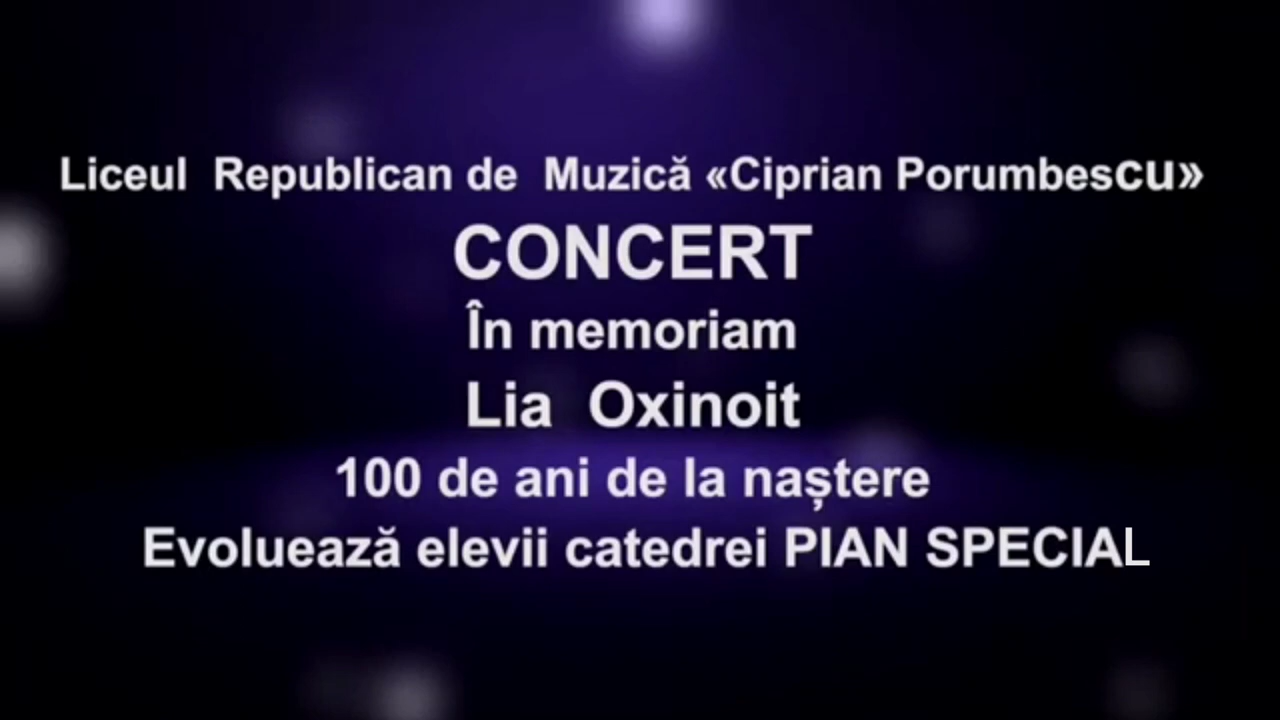 Liceul Republican de Muzică «Ciprian Porumbescu»
CONCERT
În memoriam
Lia Oxinoit
100 de ani de la naștere
Evoluează elevii catedrei PIAN SPECIAL